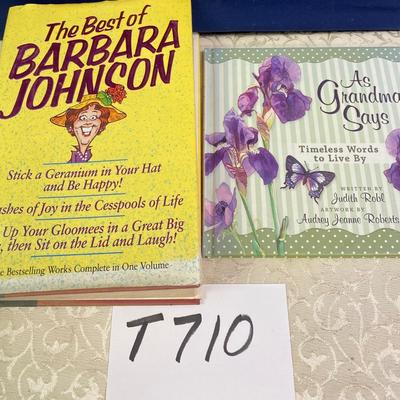 The Best of
BARBARA
JOHNSON
Stick a Geranium in Your Hat
and Be Happy!
ashes of Joy in the Cesspools of Life
Up Your Gloomees in a Great Big
, then Sit on the Lid and Laugh!
e Bestselling Works Complete in One Volume
As
Grandma
Says
Timeless Words
to Live By
WRITTEN BY
Judith Robl
ARTWORK BY
Audrey Jeanne Roberts
T710